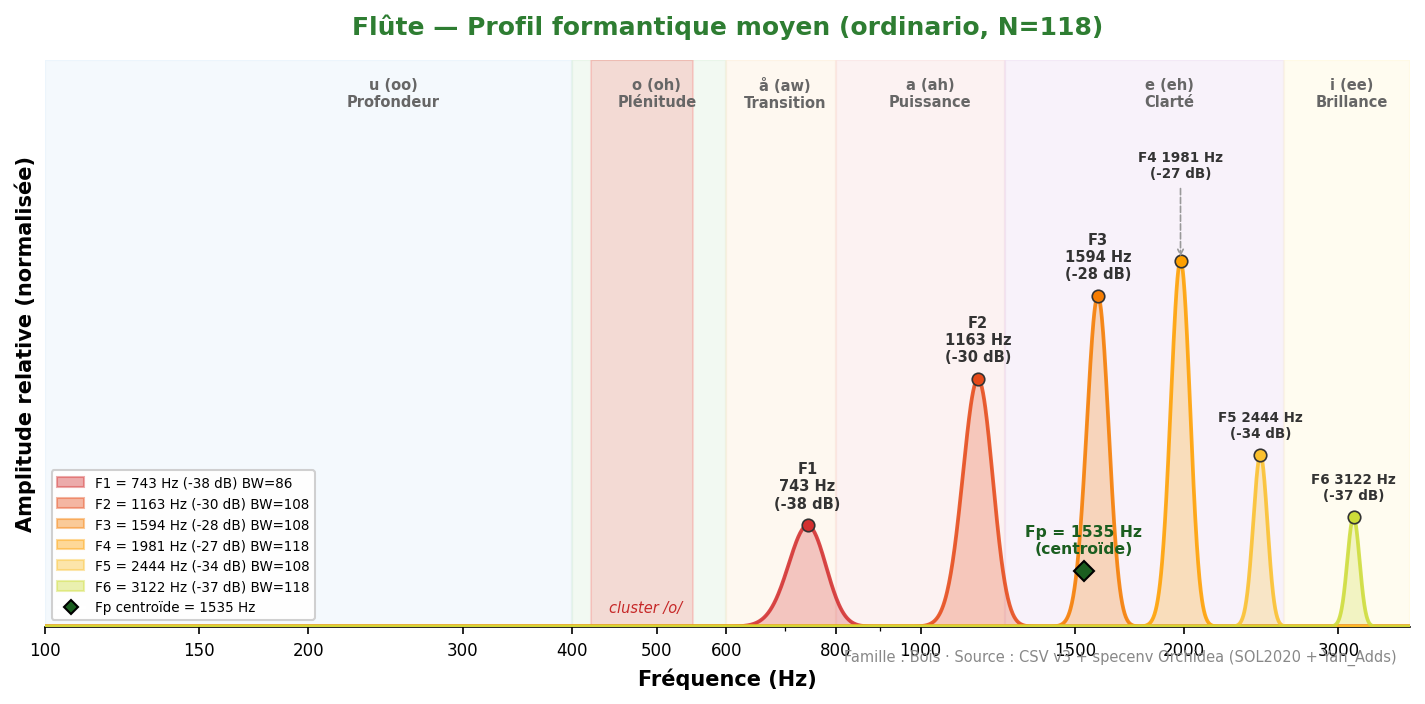 Flûte — Profil formantique moyen (ordinario, N=118)
u (oo)
Profondeur
o (oh)
Plénitude
å (aw)
Transition
a (ah)
Puissance
e (eh)
Clarté
i (ee)
Brillance
F4 1981 Hz
(-27 dB)
F3
1594 Hz
(-28 dB)
F2
1163 Hz
(-30 dB)
F5 2444 Hz
(-34 dB)
F1
743 Hz
(-38 dB)
F6 3122 Hz
(-37 dB)
Fp = 1535 Hz
(centroïde)
cluster /o/
F1 = 743 Hz (-38 dB) BW=86
F2 = 1163 Hz (-30 dB) BW=108
F3 = 1594 Hz (-28 dB) BW=108
F4 = 1981 Hz (-27 dB) BW=118
F5 = 2444 Hz (-34 dB) BW=108
F6 = 3122 Hz (-37 dB) BW=118
Fp centroïde = 1535 Hz
Amplitude relative (normalisée)
100 150 200 300 400 500 600 800 1000 1500 2000 3000
Famille : Bois · Source : CSV v3 + specenv Orchidea (SOL2020 + Yan_Adds)
Fréquence (Hz)